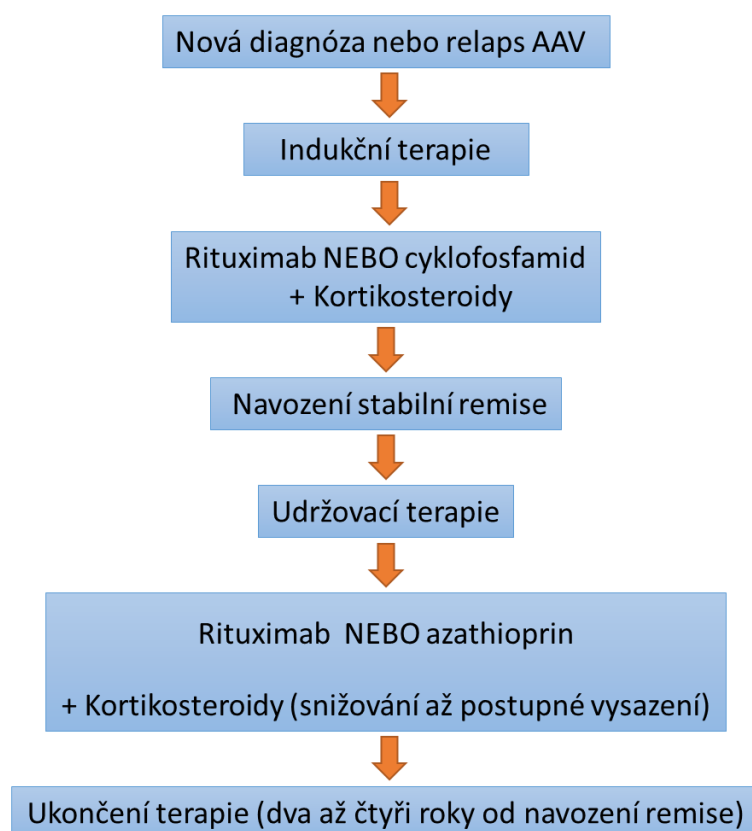 Nová diagnóza nebo relaps AAV
Indukční terapie
Rituximab NEBO cyklofosfamid
+ Kortikosteroidy
Navození stabilní remise
Udržovací terapie
Rituximab NEBO azathioprin
+ Kortikosteroidy (snižování až postupné vysazení)
Ukončení terapie (dva až čtyři roky od navození remise)